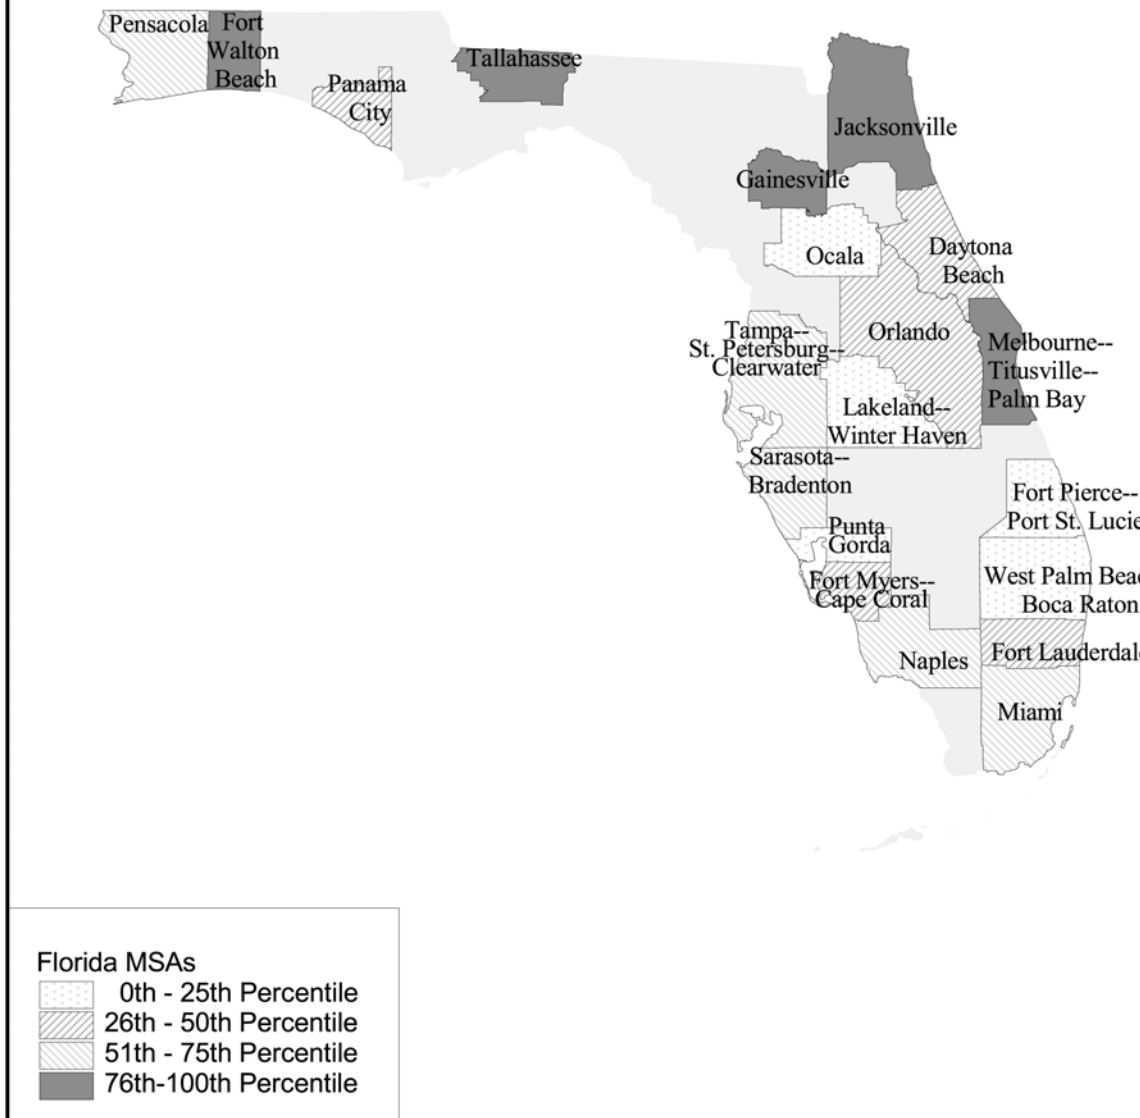 Pensacola
Fort
Walton
Beach
Panama
City
Tallahassee
Jacksonville
Gainesville
Ocala
Daytona
Beach
Orlando
Tampa--
St. Petersburg--
Clearwater
Melbourne--
Titusville--
Palm Bay
Lakeland--
Winter Haven
Sarasota--
Bradenton
Fort Pierce--
Port St. Lucie
Punta
Gorda
Fort Myers--
Cape Coral
West Palm Beac
Boca Raton
Naples
Fort Lauderdale
Miami
Florida MSAs
0th - 25th Percentile
26th - 50th Percentile
51th - 75th Percentile
76th-100th Percentile